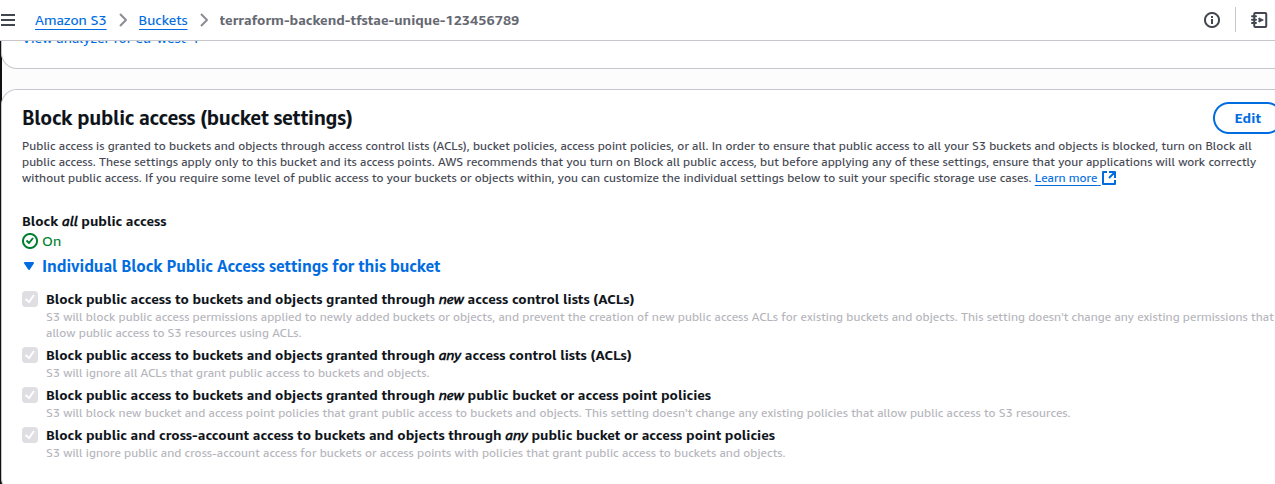 Amazon S3 > Buckets > terraform-backend-tfstae-unique-123456789
View analyzer for eu-west-1
Block public access (bucket settings)
Edit
Public access is granted to buckets and objects through access control lists (ACLs), bucket policies, access point policies, or all. In order to ensure that public access to all your S3 buckets and objects is blocked, turn on Block all
public access. These settings apply only to this bucket and its access points. AWS recommends that you turn on Block all public access, but before applying any of these settings, ensure that your applications will work correctly
without public access. If you require some level of public access to your buckets or objects within, you can customize the individual settings below to suit your specific storage use cases. Learn more
Block all public access
On
Individual Block Public Access settings for this bucket
Block public access to buckets and objects granted through new access control lists (ACLs)
S3 will block public access permissions applied to newly added buckets or objects, and prevent the creation of new public access ACLs for existing buckets and objects. This setting doesn't change any existing permissions that
allow public access to S3 resources using ACLs.
Block public access to buckets and objects granted through any access control lists (ACLs)
S3 will ignore all ACLs that grant public access to buckets and objects.
Block public access to buckets and objects granted through new public bucket or access point policies
S3 will block new bucket and access point policies that grant public access to buckets and objects. This setting doesn't change any existing policies that allow public access to S3 resources.
Block public and cross-account access to buckets and objects through any public bucket or access point policies
S3 will ignore public and cross-account access for buckets or access points with policies that grant public access to buckets and objects.